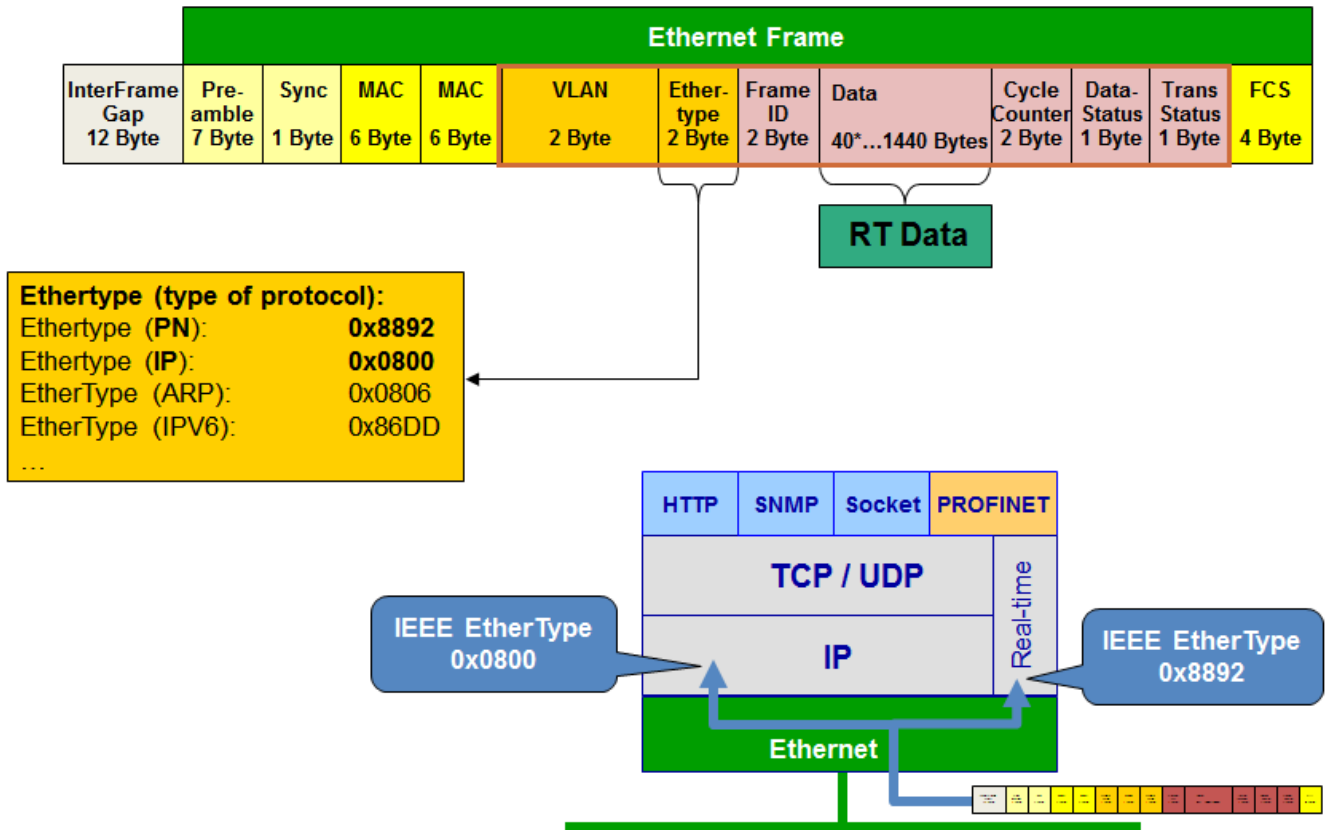 Ethernet Frame
InterFrame
Gap
12 Byte
Pre-
amble
7 Byte
Sync
1 Byte
MAC
6 Byte
MAC
6 Byte
VLAN
2 Byte
Ether-
type
2 Byte
Frame
ID
2 Byte
Data
40*...1440 Bytes
Cycle
Counter
2 Byte
Data-
Status
1 Byte
Trans
Status
1 Byte
FCS
4 Byte
RT Data
Ethertype (type of protocol):
Ethertype (PN): 0x8892
Ethertype (IP): 0x0800
EtherType (ARP): 0x0806
EtherType (IPV6): 0x86DD
...
HTTP
SNMP
Socket
PROFINET
TCP / UDP
Real-time
IP
IEEE EtherType
0x0800
IEEE EtherType
0x8892
Ethernet